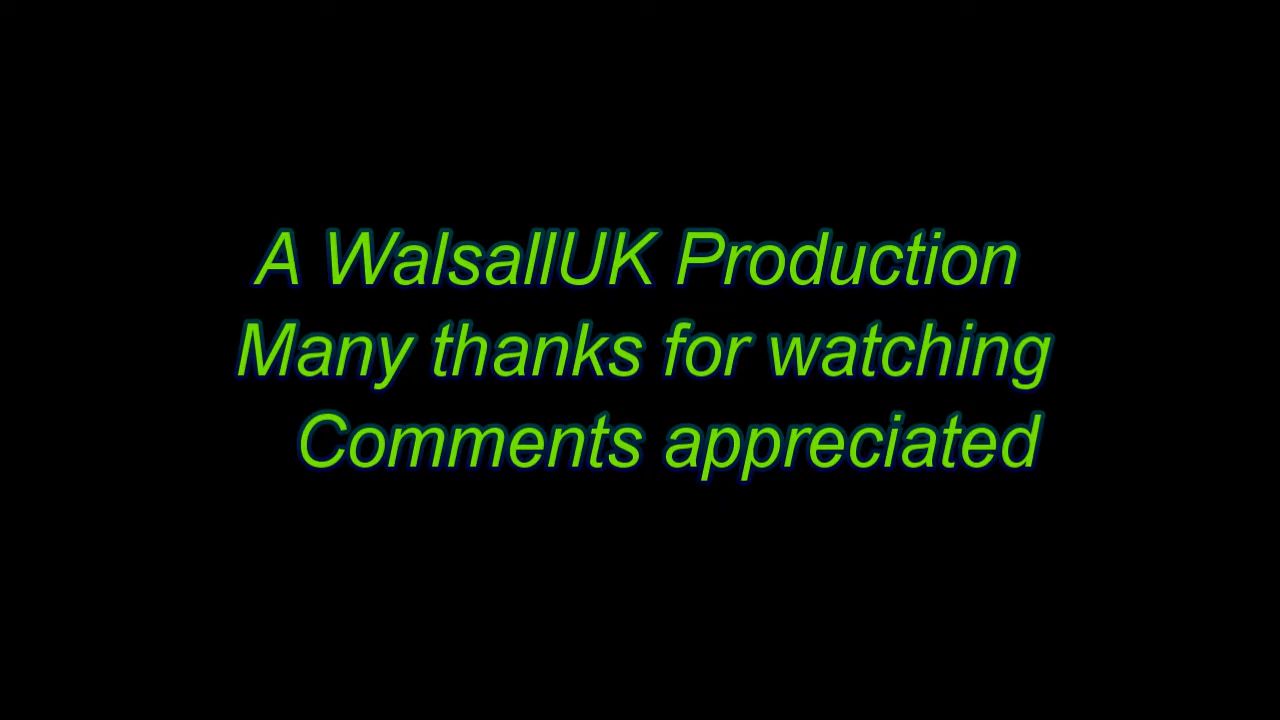 A WalsallUK Production
Many thanks for watching
Comments appreciated